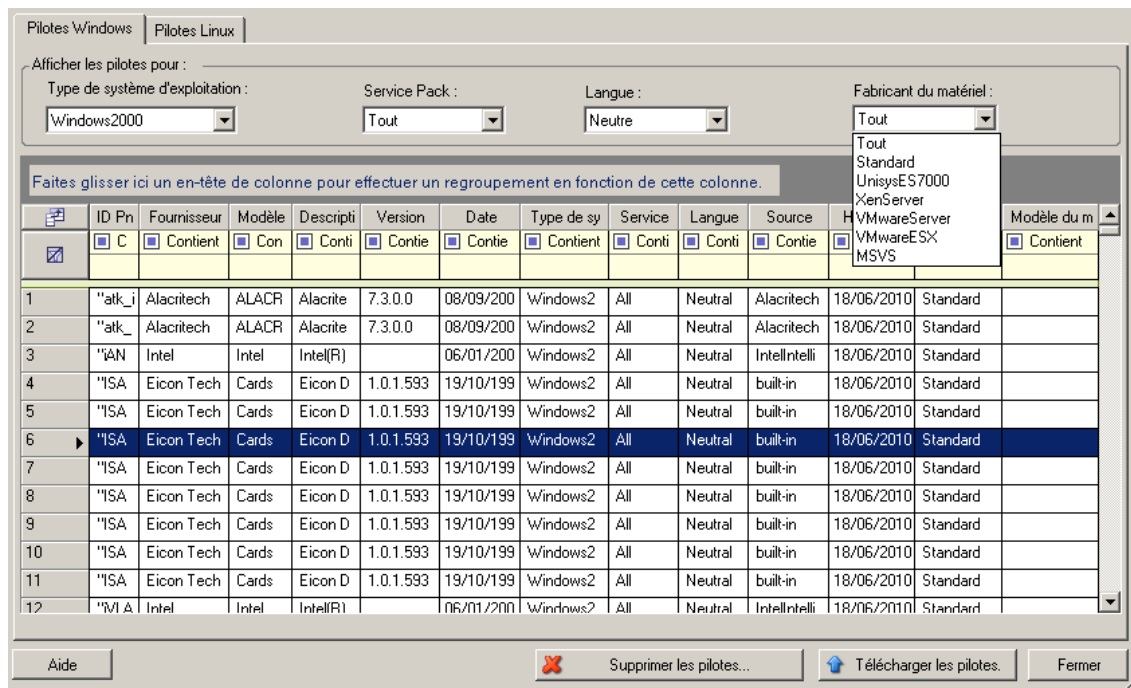 Pilotes Windows Pilotes Linux
Afficher les pilotes pour :
Type de système d'exploitation : Service Pack : Langue : Fabricant du matériel :
Windows2000 Tout Neutre Tout
Tout
Standard
UnisysES7000
XenServer
VMwareServer
VMwareESX
MSVS
Faites glisser ici un en-tête de colonne pour effectuer un regroupement en fonction de cette colonne.
ID Pn Fournisseur Modèle Descripti Version Date Type de sy Service Langue Source H Modèle du m
C Contient Con Conti Contie Contie Contient Conti Conti Contie Contient
1 "atk_i Alacritech ALACR Alacrite 7.3.0.0 08/09/200 Windows2 All Neutral Alacritech 18/06/2010 Standard
2 "atk_ Alacritech ALACR Alacrite 7.3.0.0 08/09/200 Windows2 All Neutral Alacritech 18/06/2010 Standard
3 "iAN Intel Intel Intel(R) 06/01/200 Windows2 All Neutral IntelIntelli 18/06/2010 Standard
4 "ISA Eicon Tech Cards Eicon D 1.0.1.593 19/10/199 Windows2 All Neutral built-in 18/06/2010 Standard
5 "ISA Eicon Tech Cards Eicon D 1.0.1.593 19/10/199 Windows2 All Neutral built-in 18/06/2010 Standard
6 "ISA Eicon Tech Cards Eicon D 1.0.1.593 19/10/199 Windows2 All Neutral built-in 18/06/2010 Standard
7 "ISA Eicon Tech Cards Eicon D 1.0.1.593 19/10/199 Windows2 All Neutral built-in 18/06/2010 Standard
8 "ISA Eicon Tech Cards Eicon D 1.0.1.593 19/10/199 Windows2 All Neutral built-in 18/06/2010 Standard
9 "ISA Eicon Tech Cards Eicon D 1.0.1.593 19/10/199 Windows2 All Neutral built-in 18/06/2010 Standard
10 "ISA Eicon Tech Cards Eicon D 1.0.1.593 19/10/199 Windows2 All Neutral built-in 18/06/2010 Standard
11 "ISA Eicon Tech Cards Eicon D 1.0.1.593 19/10/199 Windows2 All Neutral built-in 18/06/2010 Standard
12 "iVLA Intel Intel Intel(R) 06/01/200 Windows2 All Neutral IntelIntelli 18/06/2010 Standard
Aide Supprimer les pilotes... Télécharger les pilotes. Fermer